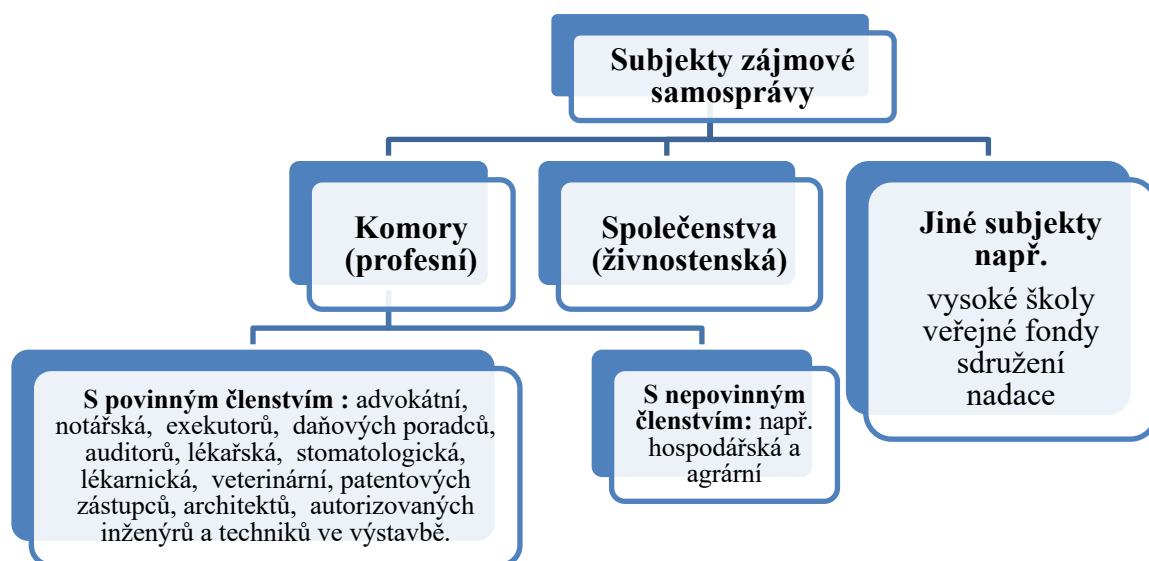 Subjekty zájmové
samosprávy
Komory
(profesní)
Společenstva
(živnostenská)
Jiné subjekty
např.
vysoké školy
veřejné fondy
sdružení
nadace
S povinným členstvím : advokátní,
notářská, exekutorů, daňových poradců,
auditorů, lékařská, stomatologická,
lékarnická, veterinární, patentových
zástupců, architektů, autorizovaných
inženýrů a techniků ve výstavbě.
S nepovinným
členstvím: např.
hospodářská a
agrární